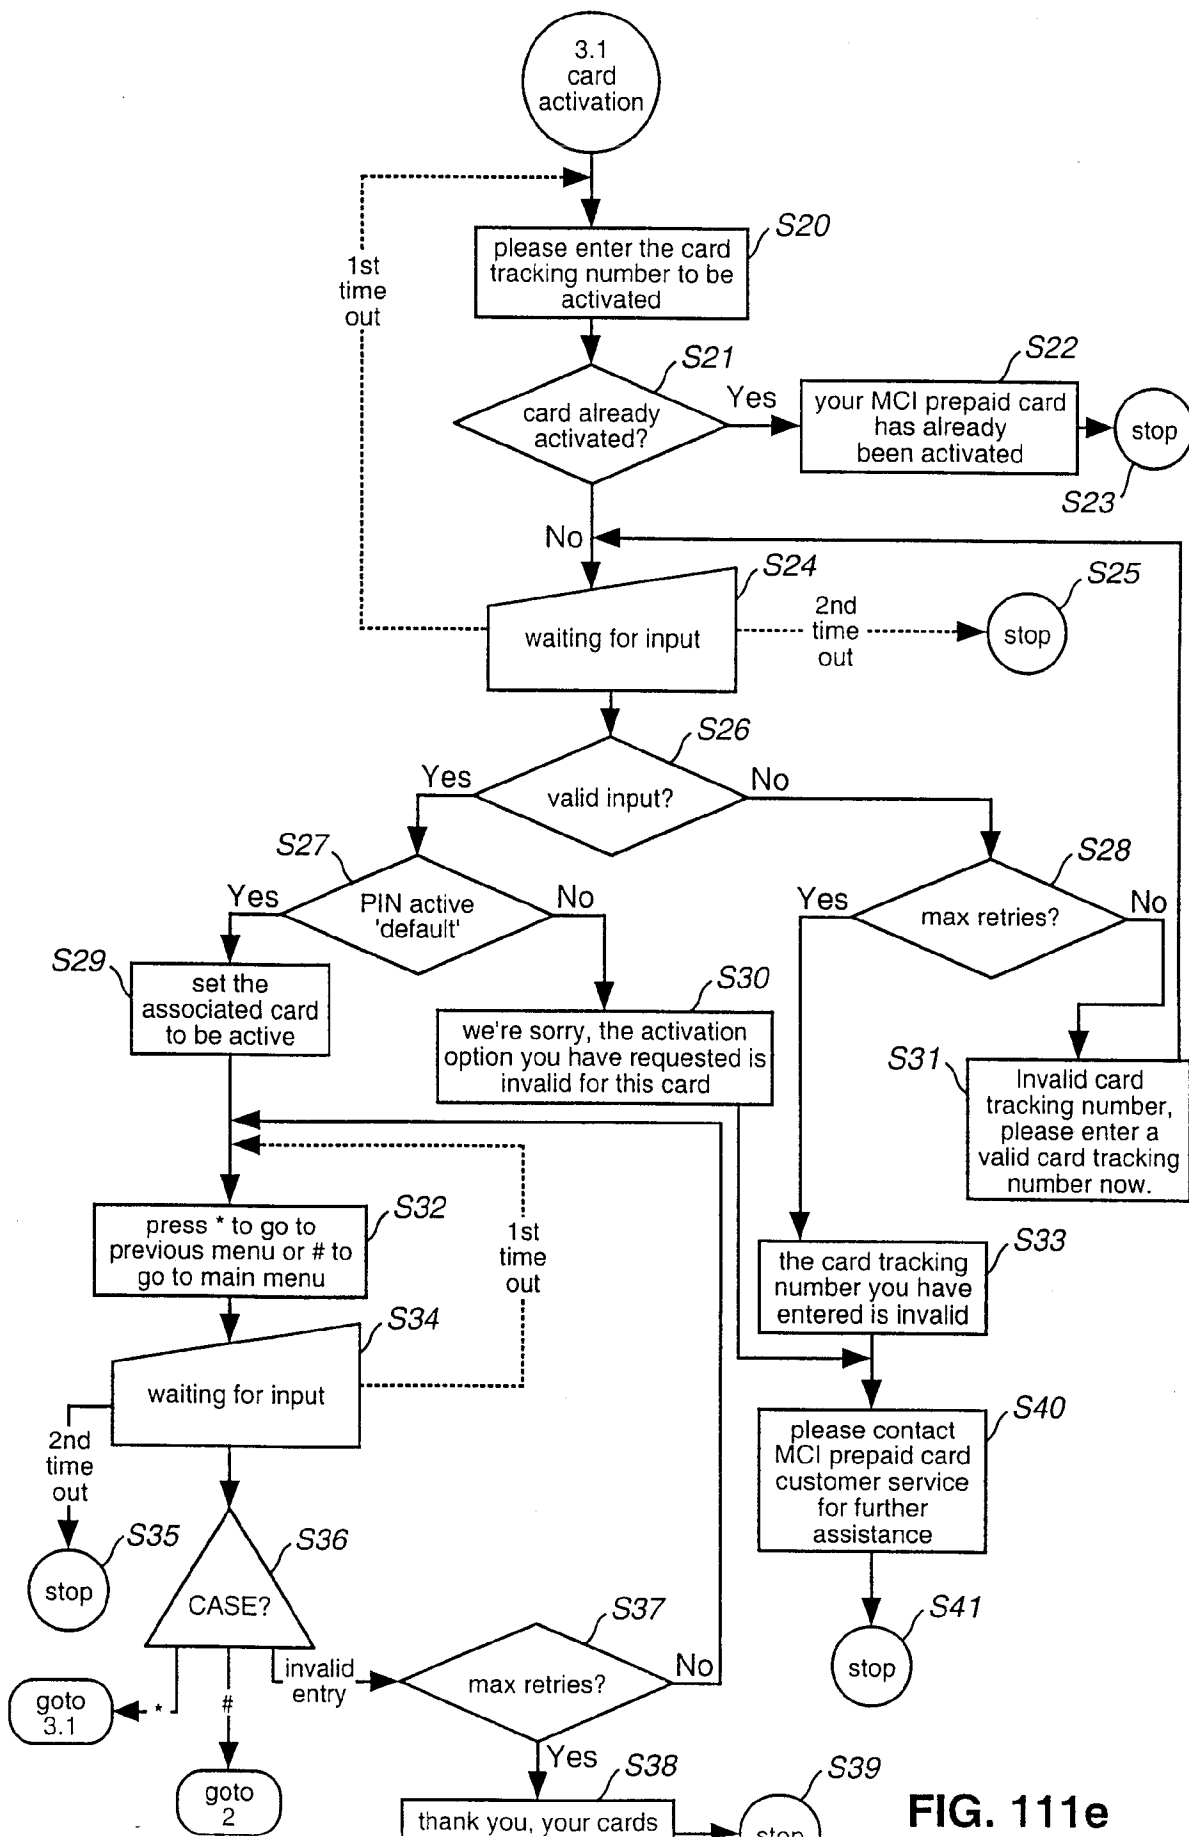 3.1
card
activation
S20
please enter the card
tracking number to be
activated
1st
time
out
S21
card already
activated?
Yes
S22
your MCI prepaid card
has already
been activated
stop
S23
No
S24
waiting for input
2nd
time
out
S25
stop
S26
valid input?
Yes
No
S27
PIN active
'default'
Yes
No
S28
max retries?
Yes
No
S29
set the
associated card
to be active
S30
we're sorry, the activation
option you have requested is
invalid for this card
S31
Invalid card
tracking number,
please enter a
valid card tracking
number now.
S32
press * to go to
previous menu or # to
go to main menu
1st
time
out
S33
the card tracking
number you have
entered is invalid
S34
waiting for input
2nd
time
out
S35
stop
S40
please contact
MCI prepaid card
customer service
for further
assistance
S41
stop
S36
CASE?
invalid
entry
S37
max retries?
No
Yes
*
goto
3.1
#
goto
2
S38
thank you, your cards
S39
stop
FIG. 111e